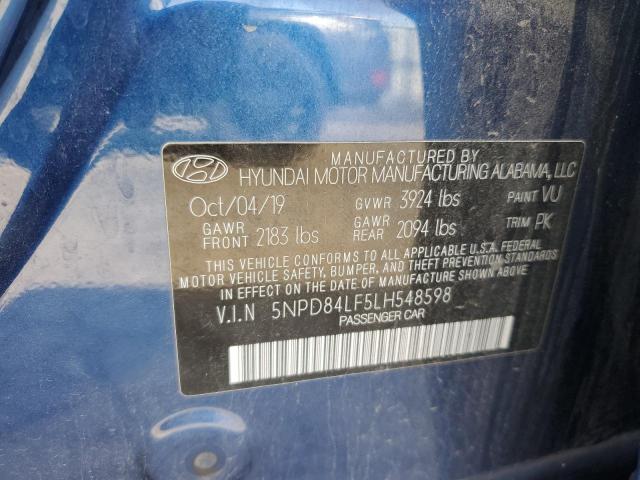 MANUFACTURED BY
HYUNDAI MOTOR MANUFACTURING ALABAMA, LLC
Oct/04/19 GVWR 3924 lbs PAINT VU
GAWR FRONT 2183 lbs GAWR REAR 2094 lbs TRIM PK
THIS VEHICLE CONFORMS TO ALL APPLICABLE U.S.A. FEDERAL
MOTOR VEHICLE SAFETY, BUMPER, AND THEFT PREVENTION STANDARDS
IN EFFECT ON THE DATE OF MANUFACTURE SHOWN ABOVE.
V.I.N 5NPD84LF5LH548598
PASSENGER CAR